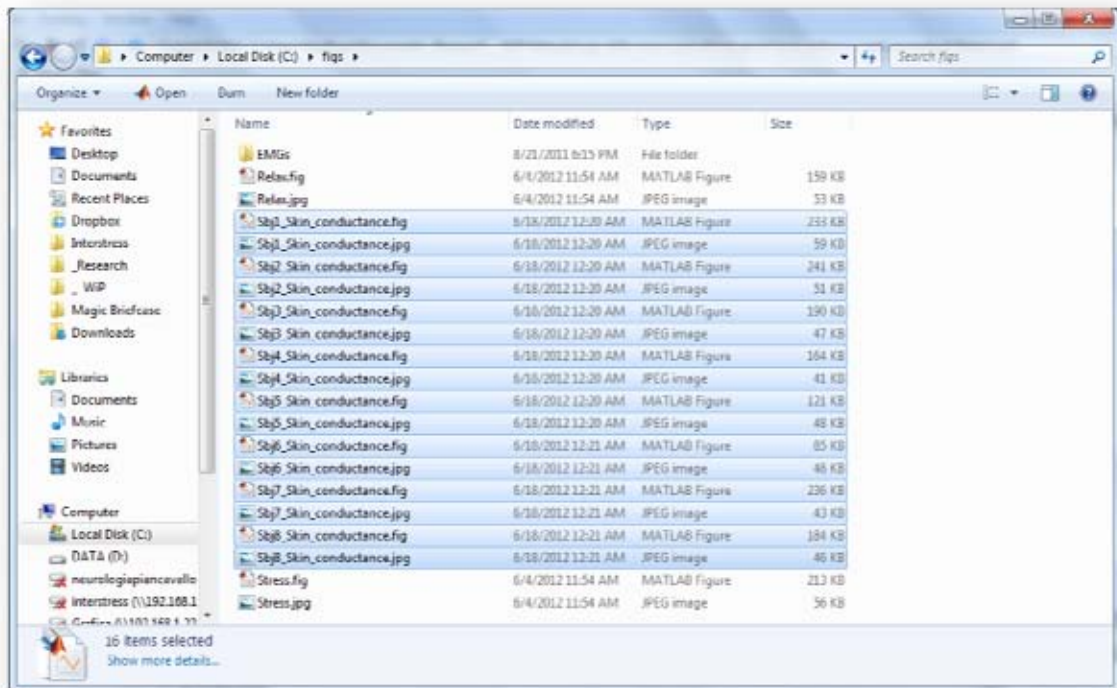 Computer ▸ Local Disk (C:) ▸ figs ▸
Search figs
Organize Open Burn New folder
Favorites
Desktop
Documents
Recent Places
Dropbox
Interstress
_Research
_ WiP
Magic Briefcase
Downloads
Libraries
Documents
Music
Pictures
Videos
Computer
Local Disk (C:)
DATA (D:)
neurologiapiancavallo
interstress (\\192.168.1
Grafica (\\192.168.1.22
Name Date modified Type Size
EMGs 8/21/2011 6:15 PM File folder
Relax.fig 6/4/2012 11:54 AM MATLAB Figure 159 KB
Relax.jpg 6/4/2012 11:54 AM JPEG image 53 KB
Sbj1_Skin_conductance.fig 6/18/2012 12:20 AM MATLAB Figure 233 KB
Sbj1_Skin_conductance.jpg 6/18/2012 12:20 AM JPEG image 59 KB
Sbj2_Skin_conductance.fig 6/18/2012 12:20 AM MATLAB Figure 241 KB
Sbj2_Skin_conductance.jpg 6/18/2012 12:20 AM JPEG image 51 KB
Sbj3_Skin_conductance.fig 6/18/2012 12:20 AM MATLAB Figure 190 KB
Sbj3_Skin_conductance.jpg 6/18/2012 12:20 AM JPEG image 47 KB
Sbj4_Skin_conductance.fig 6/18/2012 12:20 AM MATLAB Figure 164 KB
Sbj4_Skin_conductance.jpg 6/18/2012 12:20 AM JPEG image 41 KB
Sbj5_Skin_conductance.fig 6/18/2012 12:20 AM MATLAB Figure 121 KB
Sbj5_Skin_conductance.jpg 6/18/2012 12:20 AM JPEG image 48 KB
Sbj6_Skin_conductance.fig 6/18/2012 12:21 AM MATLAB Figure 85 KB
Sbj6_Skin_conductance.jpg 6/18/2012 12:21 AM JPEG image 46 KB
Sbj7_Skin_conductance.fig 6/18/2012 12:21 AM MATLAB Figure 236 KB
Sbj7_Skin_conductance.jpg 6/18/2012 12:21 AM JPEG image 43 KB
Sbj8_Skin_conductance.fig 6/18/2012 12:21 AM MATLAB Figure 184 KB
Sbj8_Skin_conductance.jpg 6/18/2012 12:21 AM JPEG image 46 KB
Stress.fig 6/4/2012 11:54 AM MATLAB Figure 213 KB
Stress.jpg 6/4/2012 11:54 AM JPEG image 56 KB
16 items selected
Show more details...